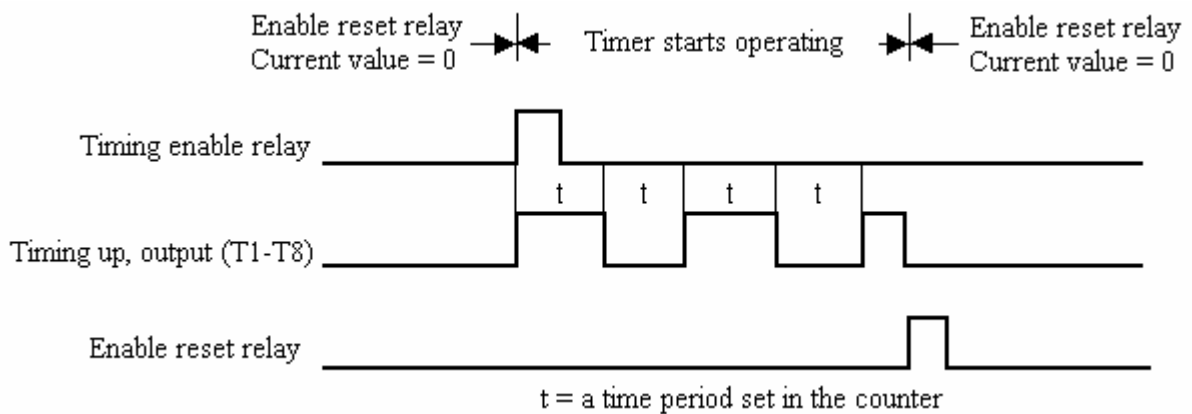 Enable reset relay
Current value = 0
Timer starts operating
Enable reset relay
Current value = 0
Timing enable relay
t
t
t
t
Timing up, output (T1-T8)
Enable reset relay
t = a time period set in the counter